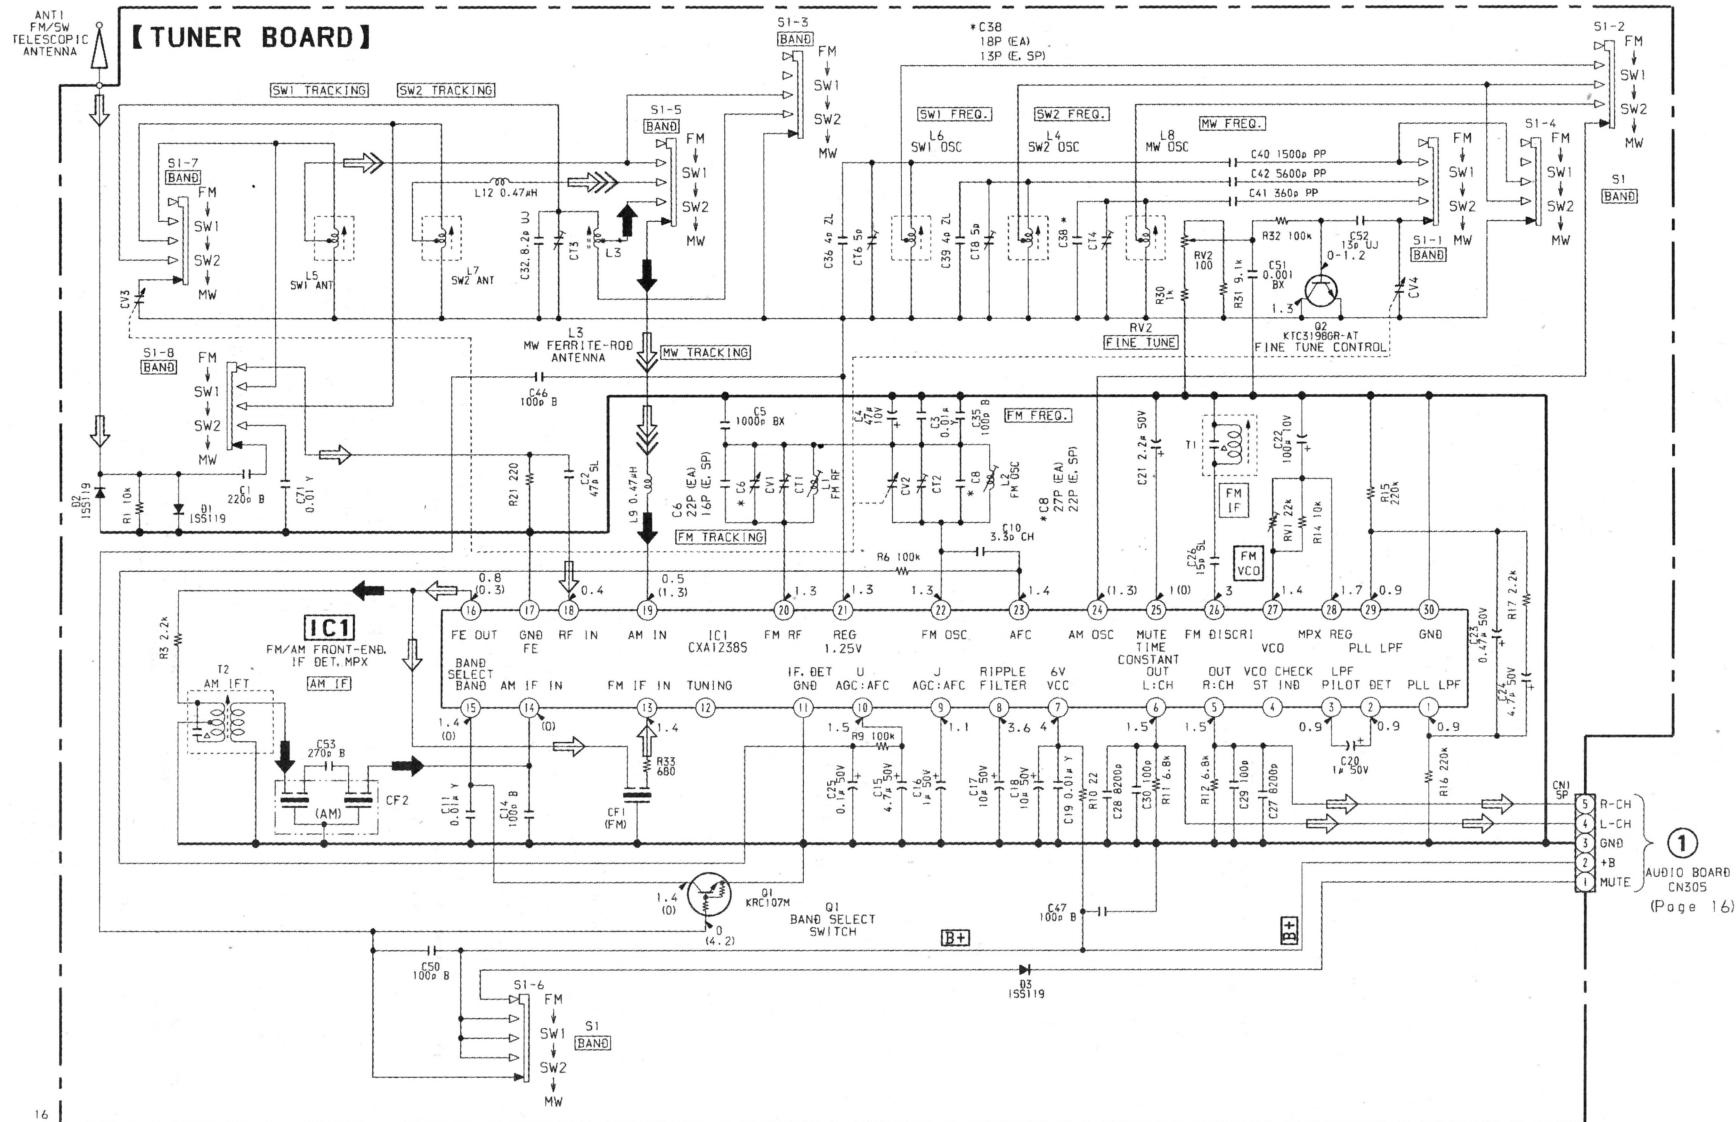 ANT1
FM/SW
TELESCOPIC
ANTENNA
【TUNER BOARD】
S1-3
BAND
FM
SW1
SW2
MW
*C38
18P (EA)
13P (E, SP)
S1-2
FM
SW1
SW2
MW
S1
BAND
SW1 TRACKING
SW2 TRACKING
S1-5
BAND
FM
SW1
SW2
MW
SW1 FREQ.
L6
SW1 OSC
SW2 FREQ.
L4
SW2 OSC
MW FREQ.
L8
MW OSC
S1-4
FM
SW1
SW2
MW
C40 1500p PP
C42 5600p PP
C41 360p PP
FM
SW1
SW2
MW
S1-1
BAND
S1-7
BAND
FM
SW1
SW2
MW
CV3
L5
SW1 ANT
L7
SW2 ANT
L12 0.47μH
C32.8.2p UJ
CT3
L3
C36 4p ZL
CT6 5p
C39 4p ZL
CT8 5p
C38 *
CT4
RV2
100
R30
1k
R31 9.1k
R32 100k
C51
0.001
BX
C52
13p UJ
0-1.2
1.3
Q2
KTC3198GR-AT
FINE TUNE CONTROL
CV4
RV2
FINE TUNE
L3
MW FERRITE-ROD
ANTENNA
MW TRACKING
S1-8
BAND
FM
SW1
SW2
MW
C46
100p B
C5
1000p BX
C4
47μ
10V
C3
0.01μ
Y
C35
100p B
FM FREQ.
D2
1SS119
R1 10k
D1
1SS119
C1
220p B
C71
0.01 Y
R21 220
C2
47p SL
L9 0.47μH
C6
22P (EA)
16P (E, SP)
* C6
CV1
CT1
L1
FM RF
FM TRACKING
CV2
CT2
* C8
L2
FM OSC
*C8
27P (EA)
22P (E, SP)
C10
3.3p CH
R6 100k
C21 2.2μ 50V
T1
FM
IF
C26
15p SL
C22
100μ 10V
RV1 22k
R14 10k
FM
VCO
R15
220k
C23
0.47μ 50V
R17 2.2k
C24
4.7μ 50V
0.8
(0.3)
0.4
0.5
(1.3)
1.3
1.3
1.3
1.4
(1.3)
1(0)
3
1.4
1.7
0.9
16 17 18 19 20 21 22 23 24 25 26 27 28 29 30
FE OUT
GND
FE
RF IN
AM IN
IC1
CXA1238S
FM RF
REG
1.25V
FM OSC
AFC
AM OSC
MUTE
TIME
CONSTANT
FM DISCRI
VCO
MPX REG
PLL LPF
GND
IC1
FM/AM FRONT-END,
IF DET, MPX
AM IF
BAND
SELECT
BAND
AM IF IN
FM IF IN
TUNING
IF. DET
GND
U
AGC:AFC
J
AGC:AFC
RIPPLE
FILTER
6V
VCC
OUT
L:CH
OUT
R:CH
VCO CHECK
ST IND
LPF
PILOT DET
PLL LPF
15 14 13 12 11 10 9 8 7 6 5 4 3 2 1
1.4
(0)
(0)
1.4
1.5
1.1
3.6
4
1.5
1.5
0.9
0.9
0.9
R3 2.2k
T2
AM IFT
C53
270p B
CF2
(AM)
C11
0.01μ Y
C14
100p B
R33
680
CF1
(FM)
R9 100k
C25
0.1μ 50V
C15
4.7μ 50V
C16
1μ 50V
C17
10μ 50V
C18
10μ 50V
C19 0.01μ Y
R10 22
C28 8200p
C30 100p
R11 6.8k
R12 6.8k
C29 100p
C27 8200p
C20
1μ 50V
R16 220k
CN1
5P
5 R-CH
4 L-CH
3 GND
2 +B
1 MUTE
1
AUDIO BOARD
CN305
(Page 16)
1.4
(0)
Q1
KRC107M
0
(4.2)
Q1
BAND SELECT
SWITCH
C47
100p B
B+
B+
C50
100p B
D3
1SS119
S1-6
FM
SW1
SW2
MW
S1
BAND
16